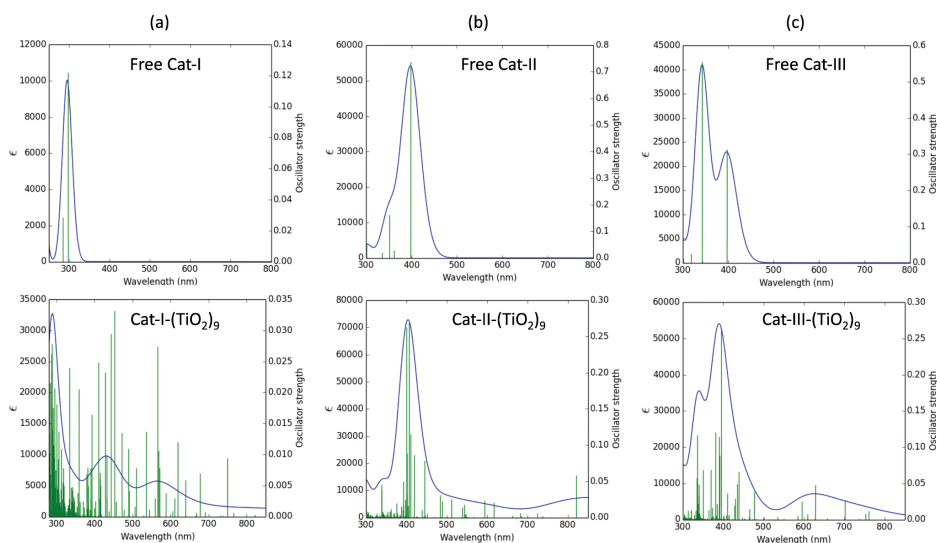 (a) (b) (c)
12000 10000 8000 6000 4000 2000 0
ϵ
Free Cat-I
0.14 0.12 0.10 0.08 0.06 0.04 0.02 0.00
Oscillator strength
300 400 500 600 700 800
Wavelength (nm)
60000 50000 40000 30000 20000 10000 0
ϵ
Free Cat-II
0.8 0.7 0.6 0.5 0.4 0.3 0.2 0.1 0.0
Oscillator strength
300 400 500 600 700 800
Wavelength (nm)
45000 40000 35000 30000 25000 20000 15000 10000 5000 0
ϵ
Free Cat-III
0.6 0.5 0.4 0.3 0.2 0.1 0.0
Oscillator strength
300 400 500 600 700 800
Wavelength (nm)
35000 30000 25000 20000 15000 10000 5000 0
ϵ
Cat-I-(TiO₂)₉
0.035 0.030 0.025 0.020 0.015 0.010 0.005 0.000
Oscillator strength
300 400 500 600 700 800
Wavelength (nm)
80000 70000 60000 50000 40000 30000 20000 10000 0
ϵ
Cat-II-(TiO₂)₉
0.30 0.25 0.20 0.15 0.10 0.05 0.00
Oscillator strength
300 400 500 600 700 800
Wavelength (nm)
60000 50000 40000 30000 20000 10000 0
ϵ
Cat-III-(TiO₂)₉
0.30 0.25 0.20 0.15 0.10 0.05 0.00
Oscillator strength
300 400 500 600 700 800
Wavelength (nm)